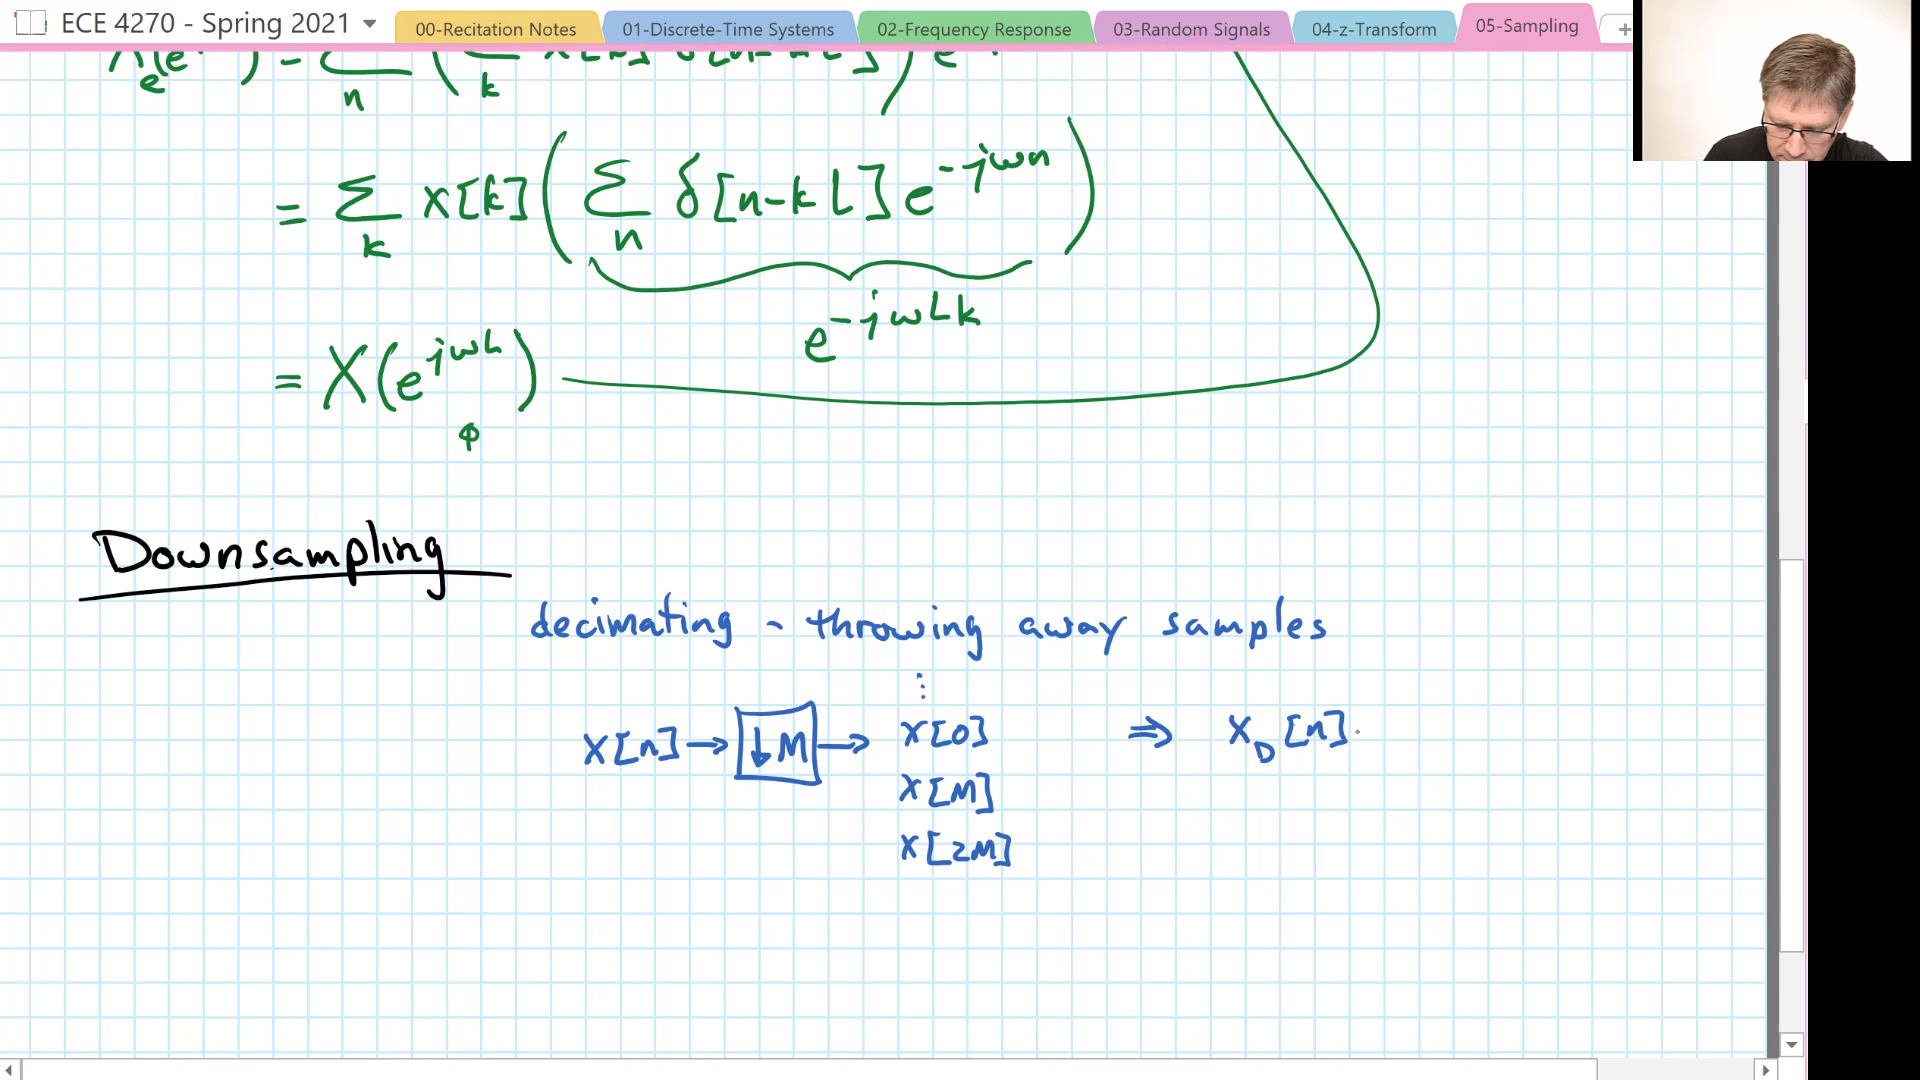 ECE 4270 - Spring 2021
00-Recitation Notes 01-Discrete-Time Systems 02-Frequency Response 03-Random Signals 04-z-Transform 05-Sampling
= Σ_k x[k] ( Σ_n δ[n-kL] e^{-jωn} )
e^{-jωLk}
= X(e^{jωL})
Φ
Downsampling
decimating - throwing away samples
⋮
x[n] → ↓M → x[0] ⇒ x_D[n]
x[M]
x[2M]